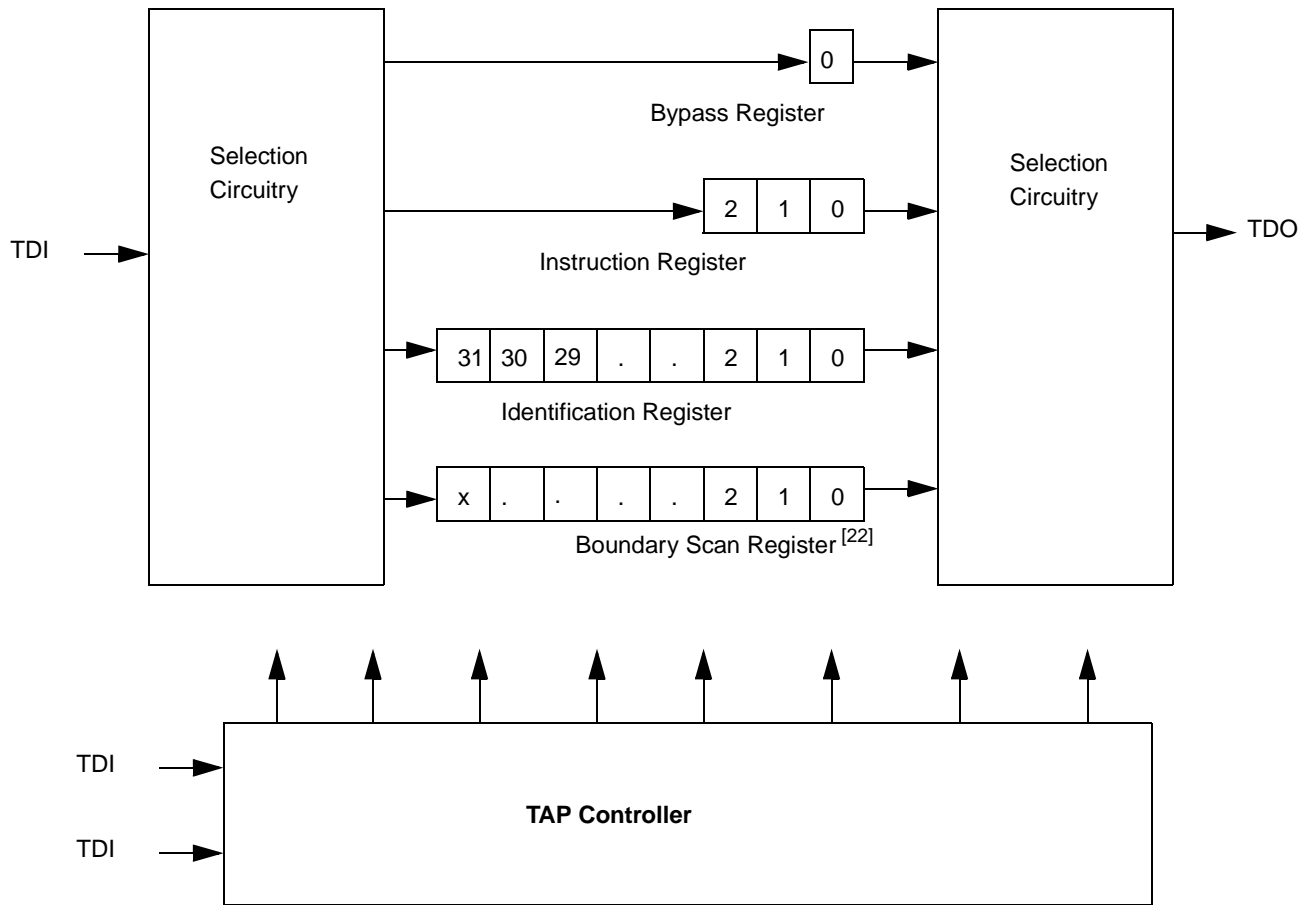 0
Bypass Register
Selection
Circuitry
Selection
Circuitry
2 1 0
TDI
TDO
Instruction Register
31 30 29 . . 2 1 0
Identification Register
x . . . . 2 1 0
Boundary Scan Register [22]
TDI
TAP Controller
TDI